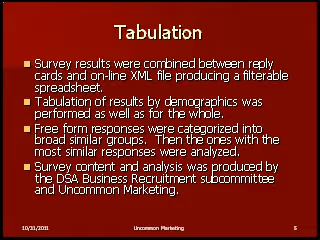 Tabulation
Survey results were combined between reply
cards and on-line XML file producing a filterable
spreadsheet.
Tabulation of results by demographics was
performed as well as for the whole.
Free form responses were categorized into
broad similar groups.  Then the ones with the
most similar responses were analyzed.
Survey content and analysis was produced by
the DSA Business Recruitment subcommittee
and Uncommon Marketing.
10/31/2011 Uncommon Marketing 5